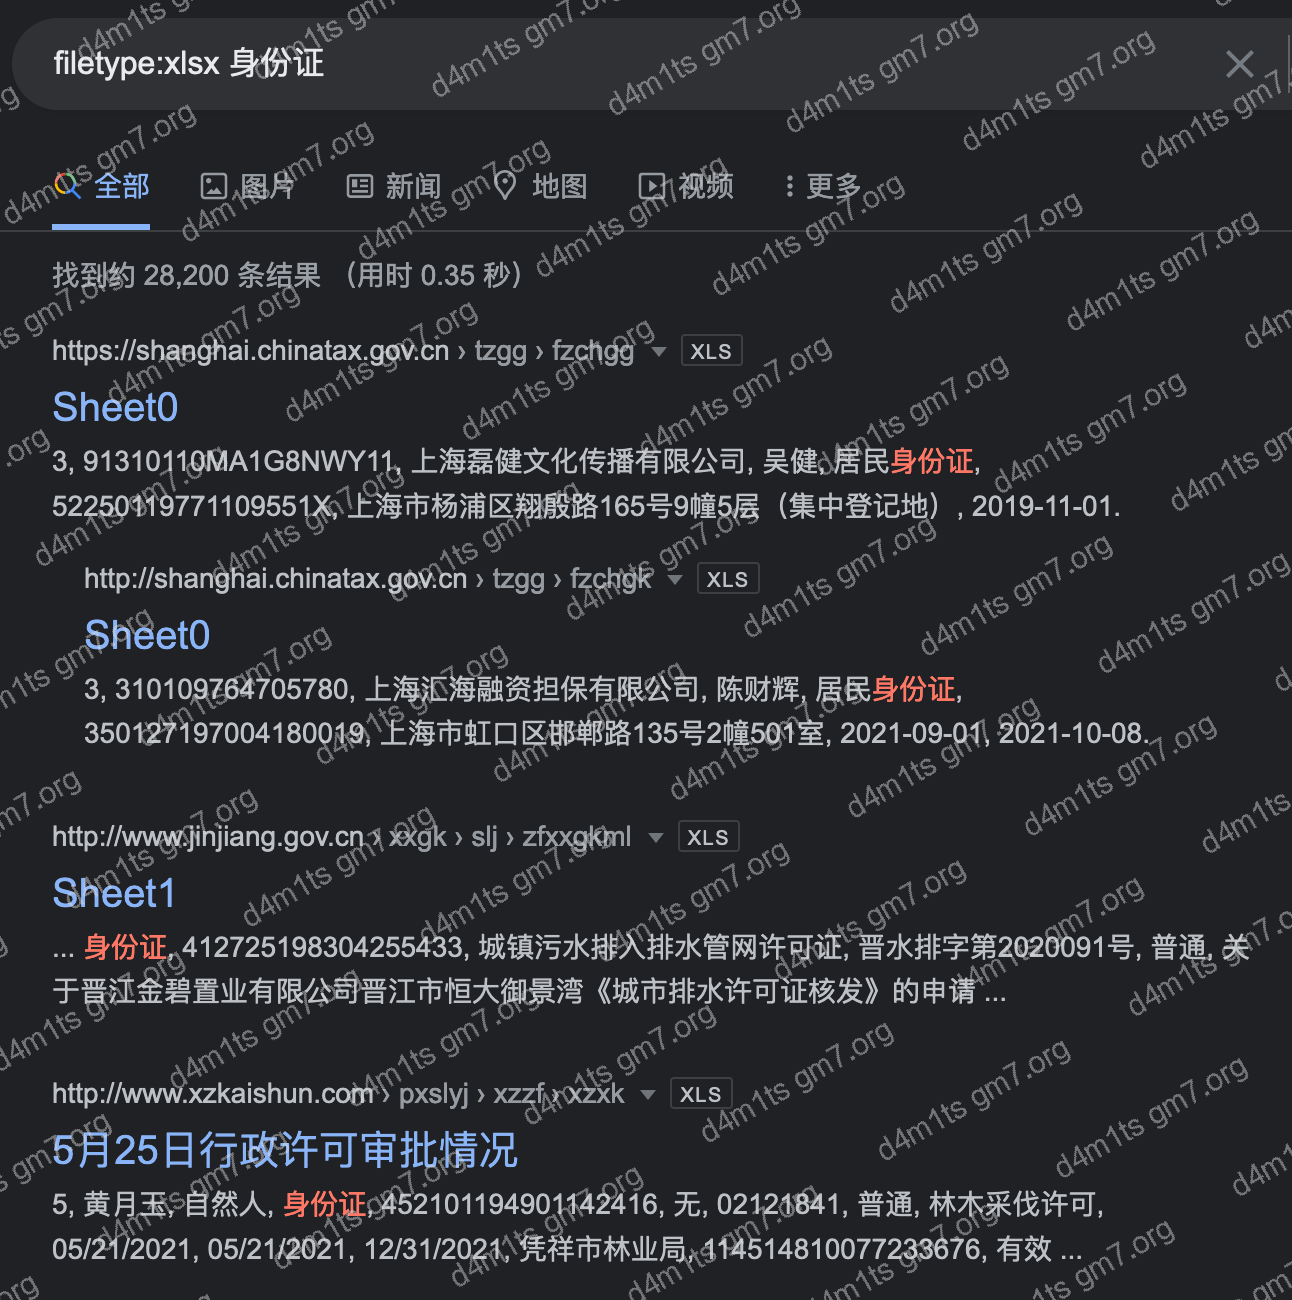 filetype:xlsx 身份证
全部 图片 新闻 地图 视频 更多
找到约 28,200 条结果 （用时 0.35 秒）
https://shanghai.chinatax.gov.cn › tzgg › fzchgg XLS
Sheet0
3, 91310110MA1G8NWY11, 上海磊健文化传播有限公司, 吴健, 居民身份证,
52250119771109551X, 上海市杨浦区翔殷路165号9幢5层（集中登记地）, 2019-11-01.
http://shanghai.chinatax.gov.cn › tzgg › fzchgk XLS
Sheet0
3, 310109764705780, 上海汇海融资担保有限公司, 陈财辉, 居民身份证,
350127197004180019, 上海市虹口区邯郸路135号2幢501室, 2021-09-01, 2021-10-08.
http://www.jinjiang.gov.cn › xxgk › slj › zfxxgkml XLS
Sheet1
... 身份证, 412725198304255433, 城镇污水排入排水管网许可证, 晋水排字第2020091号, 普通, 关
于晋江金碧置业有限公司晋江市恒大御景湾《城市排水许可证核发》的申请 ...
http://www.xzkaishun.com › pxslyj › xzzf › xzxk XLS
5月25日行政许可审批情况
5, 黄月玉, 自然人, 身份证, 452101194901142416, 无, 02121841, 普通, 林木采伐许可,
05/21/2021, 05/21/2021, 12/31/2021, 凭祥市林业局, 114514810077233676, 有效 ...
d4m1ts gm7.org